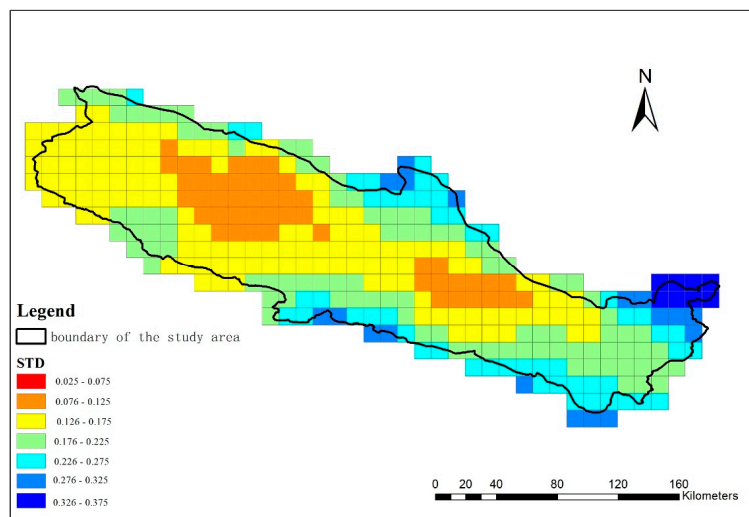 N
Legend
boundary of the study area
STD
0.025 - 0.075
0.076 - 0.125
0.126 - 0.175
0.176 - 0.225
0.226 - 0.275
0.276 - 0.325
0.326 - 0.375
0 10 20 40 80 120 160
Kilometers